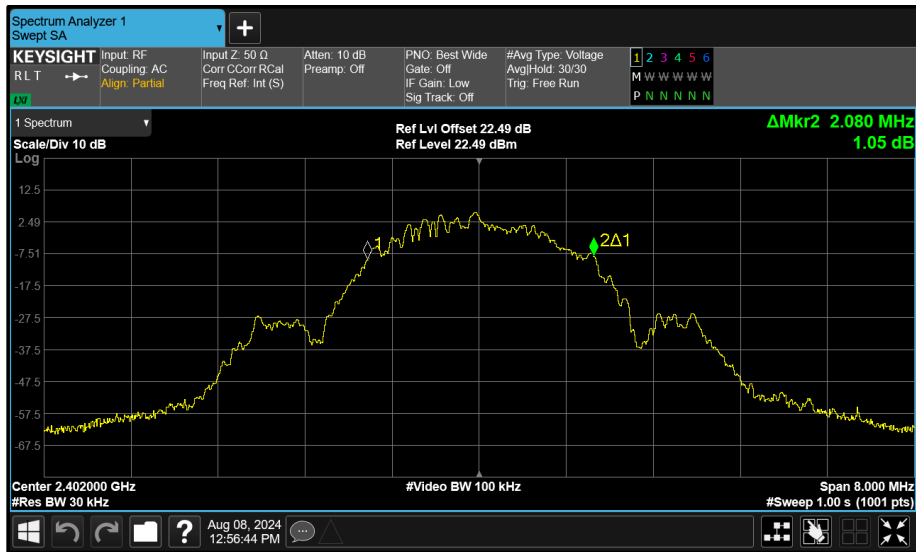 Spectrum Analyzer 1
Swept SA
KEYSIGHT
RLT
LXI
Input: RF
Coupling: AC
Align: Partial
Input Z: 50 Ω
Corr CCorr RCal
Freq Ref: Int (S)
Atten: 10 dB
Preamp: Off
PNO: Best Wide
Gate: Off
IF Gain: Low
Sig Track: Off
#Avg Type: Voltage
Avg|Hold: 30/30
Trig: Free Run
1 2 3 4 5 6
M W W W W W
P N N N N N
1 Spectrum
Scale/Div 10 dB
Ref Lvl Offset 22.49 dB
Ref Level 22.49 dBm
ΔMkr2 2.080 MHz
1.05 dB
Log
12.5
2.49
-7.51
-17.5
-27.5
-37.5
-47.5
-57.5
-67.5
1
2Δ1
Center 2.402000 GHz
#Res BW 30 kHz
#Video BW 100 kHz
Span 8.000 MHz
#Sweep 1.00 s (1001 pts)
?
Aug 08, 2024
12:56:44 PM